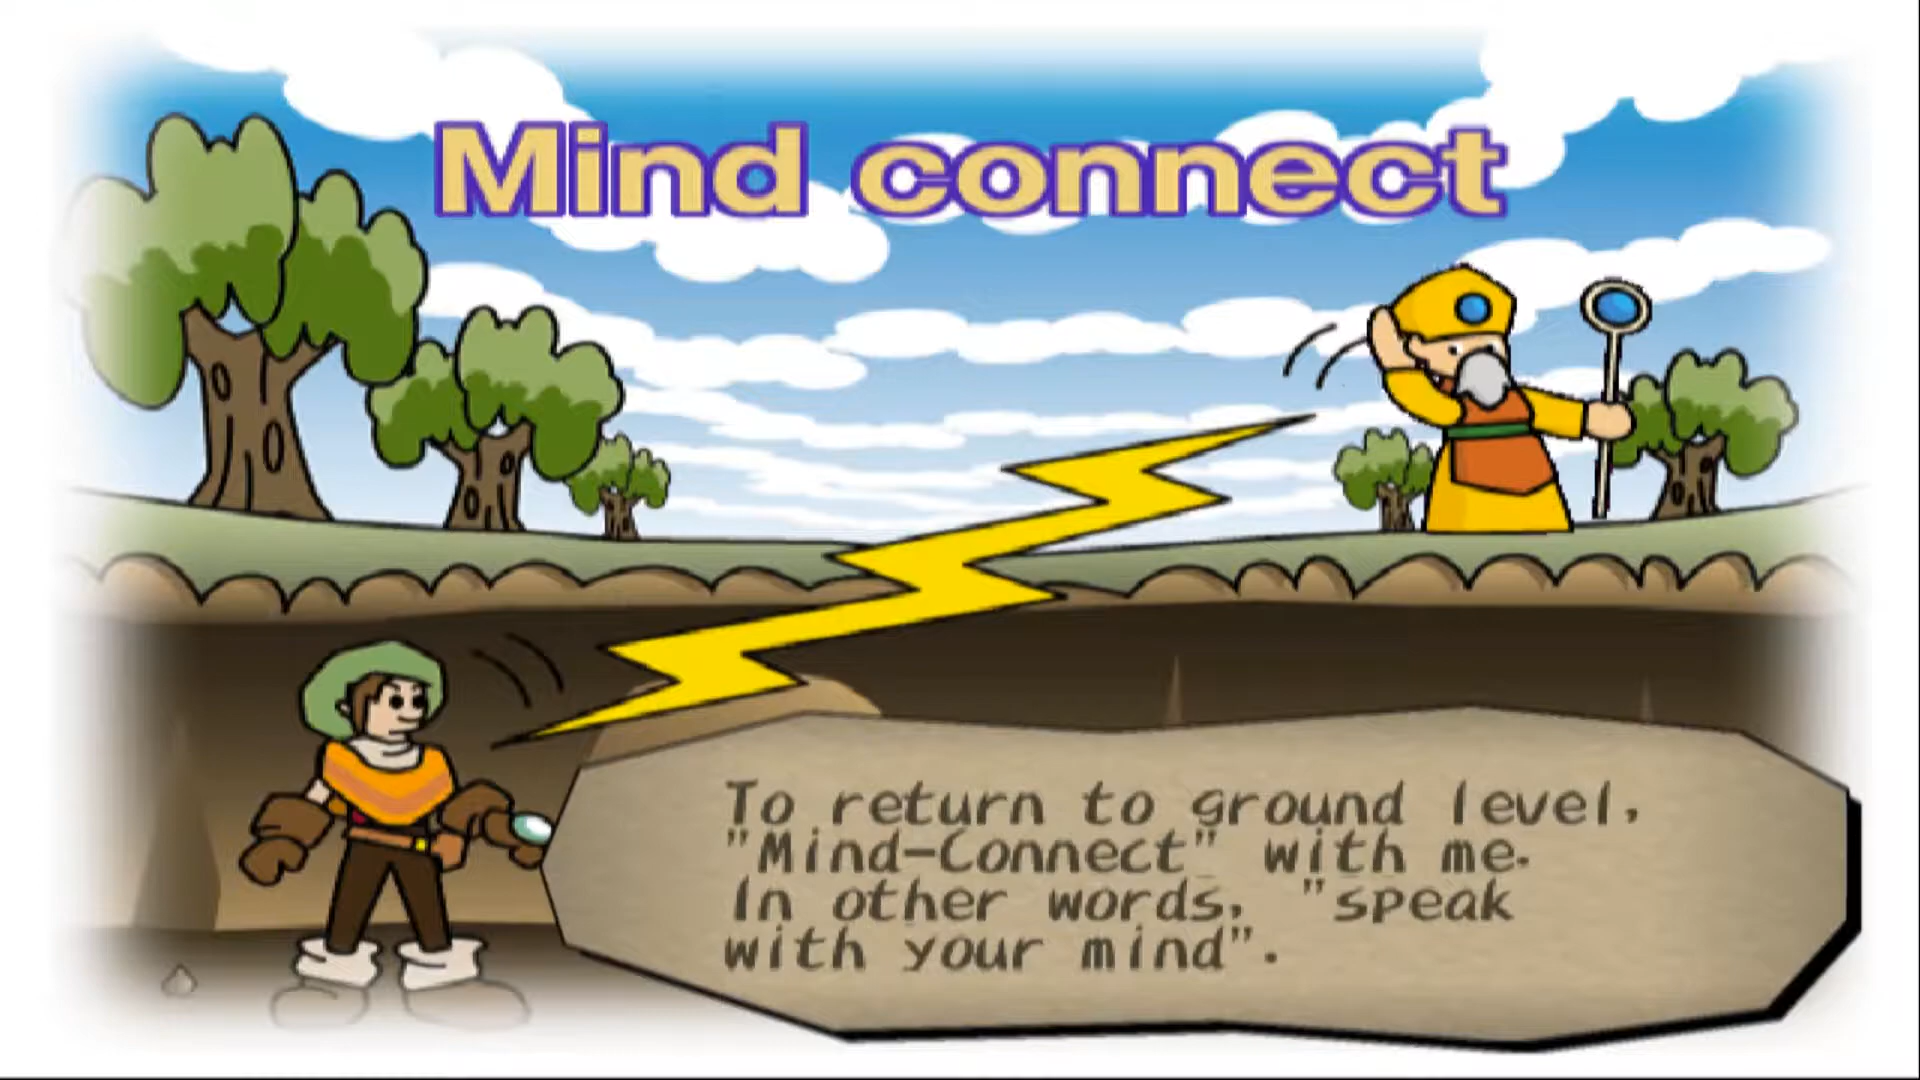 Mind connect
To return to ground level,
"Mind-Connect" with me.
In other words, "speak
with your mind".